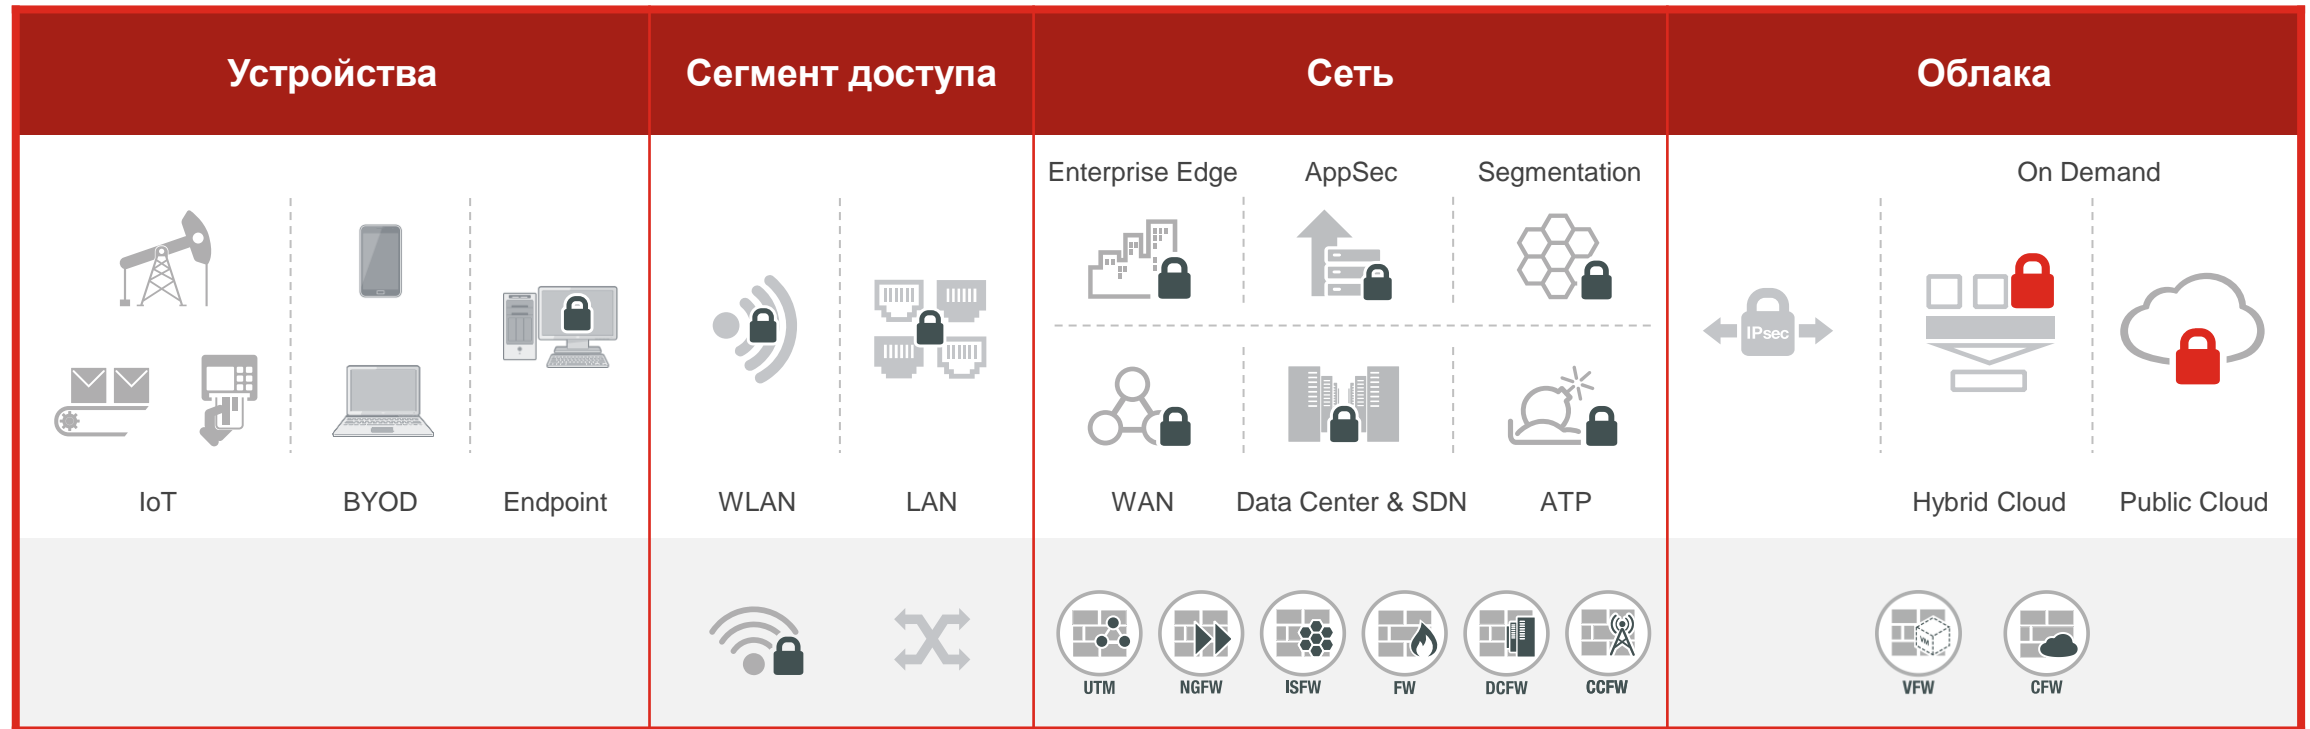 Устройства
Сегмент доступа
Сеть
Облака
Enterprise Edge
AppSec
Segmentation
On Demand
IPsec
IoT
BYOD
Endpoint
WLAN
LAN
WAN
Data Center & SDN
ATP
Hybrid Cloud
Public Cloud
VM
UTM
NGFW
ISFW
FW
DCFW
CCFW
VFW
CFW